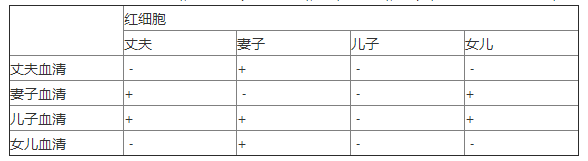 红细胞
丈夫 妻子 儿子 女儿
丈夫血清 - + - -
妻子血清 + - - +
儿子血清 + + - +
女儿血清 - + - -